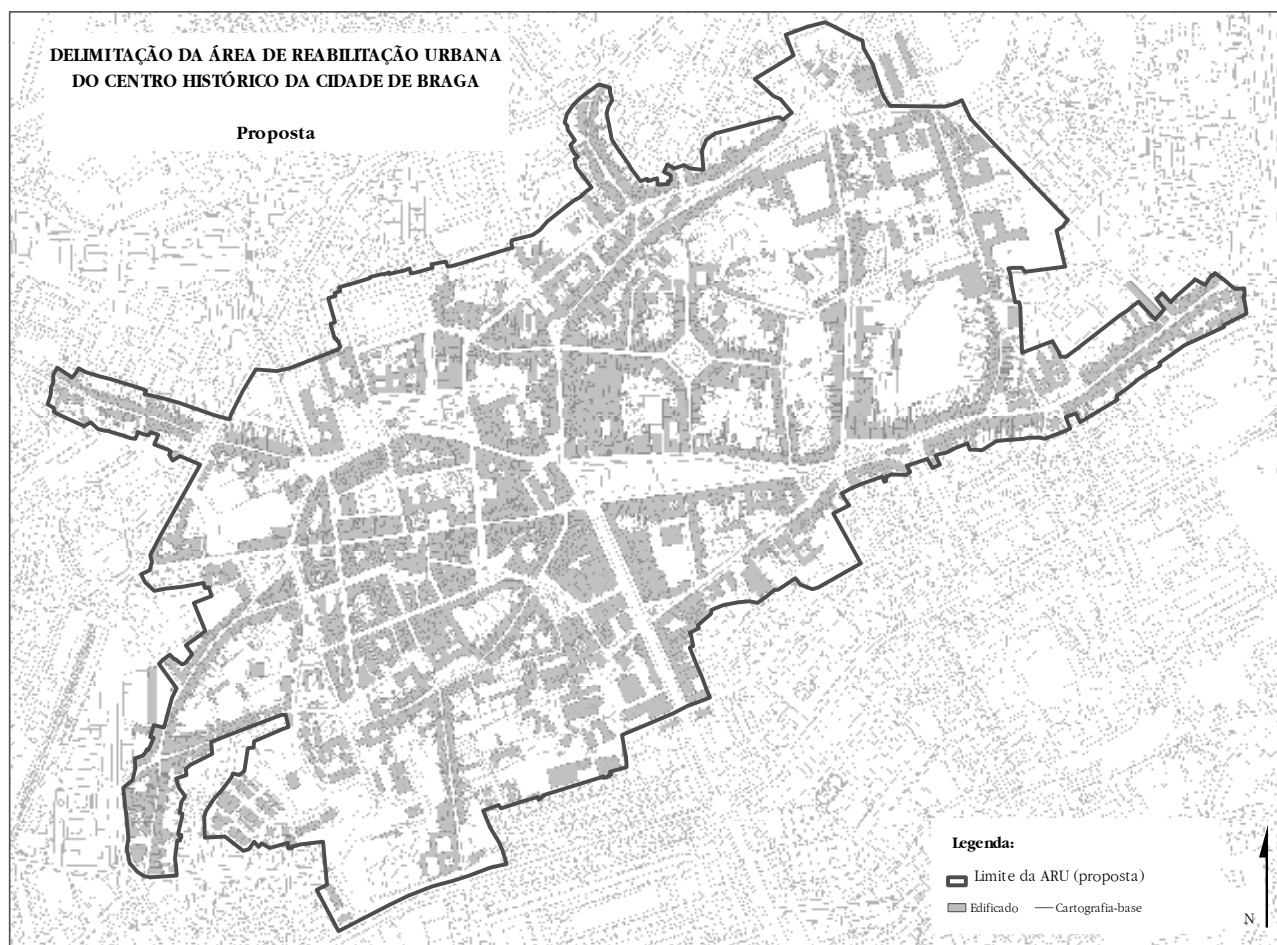 DELIMITAÇÃO DA ÁREA DE REABILITAÇÃO URBANA
DO CENTRO HISTÓRICO DA CIDADE DE BRAGA
Proposta
Legenda:
Limite da ARU (proposta)
Edificado
Cartografia-base
N